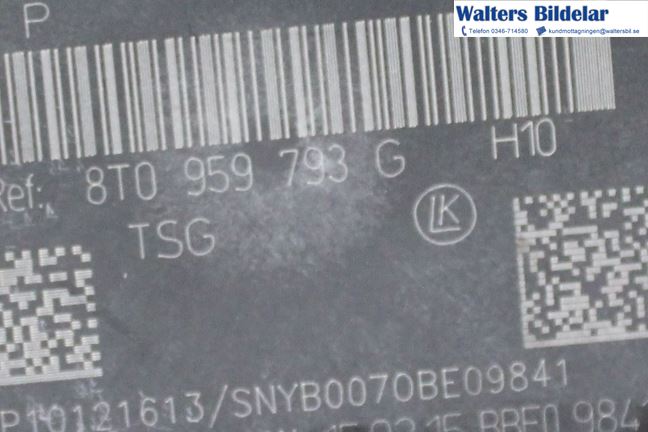 Walters Bildelar
Telefon 0346-714580 kundmottagningen@waltersbil.se
P
Ref: 8T0 959 793 G H10
TSG
LK
P10121613/SNYB0070BE09841